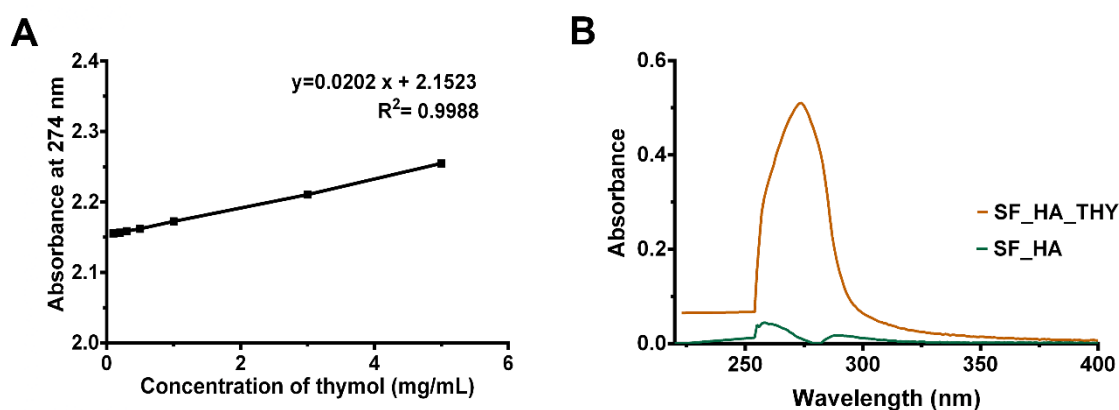 A
y=0.0202 x + 2.1523
R²= 0.9988
Absorbance at 274 nm
2.4
2.3
2.2
2.1
2.0
0 2 4 6
Concentration of thymol (mg/mL)
B
Absorbance
0.6
0.4
0.2
0.0
250 300 350 400
Wavelength (nm)
SF_HA_THY
SF_HA